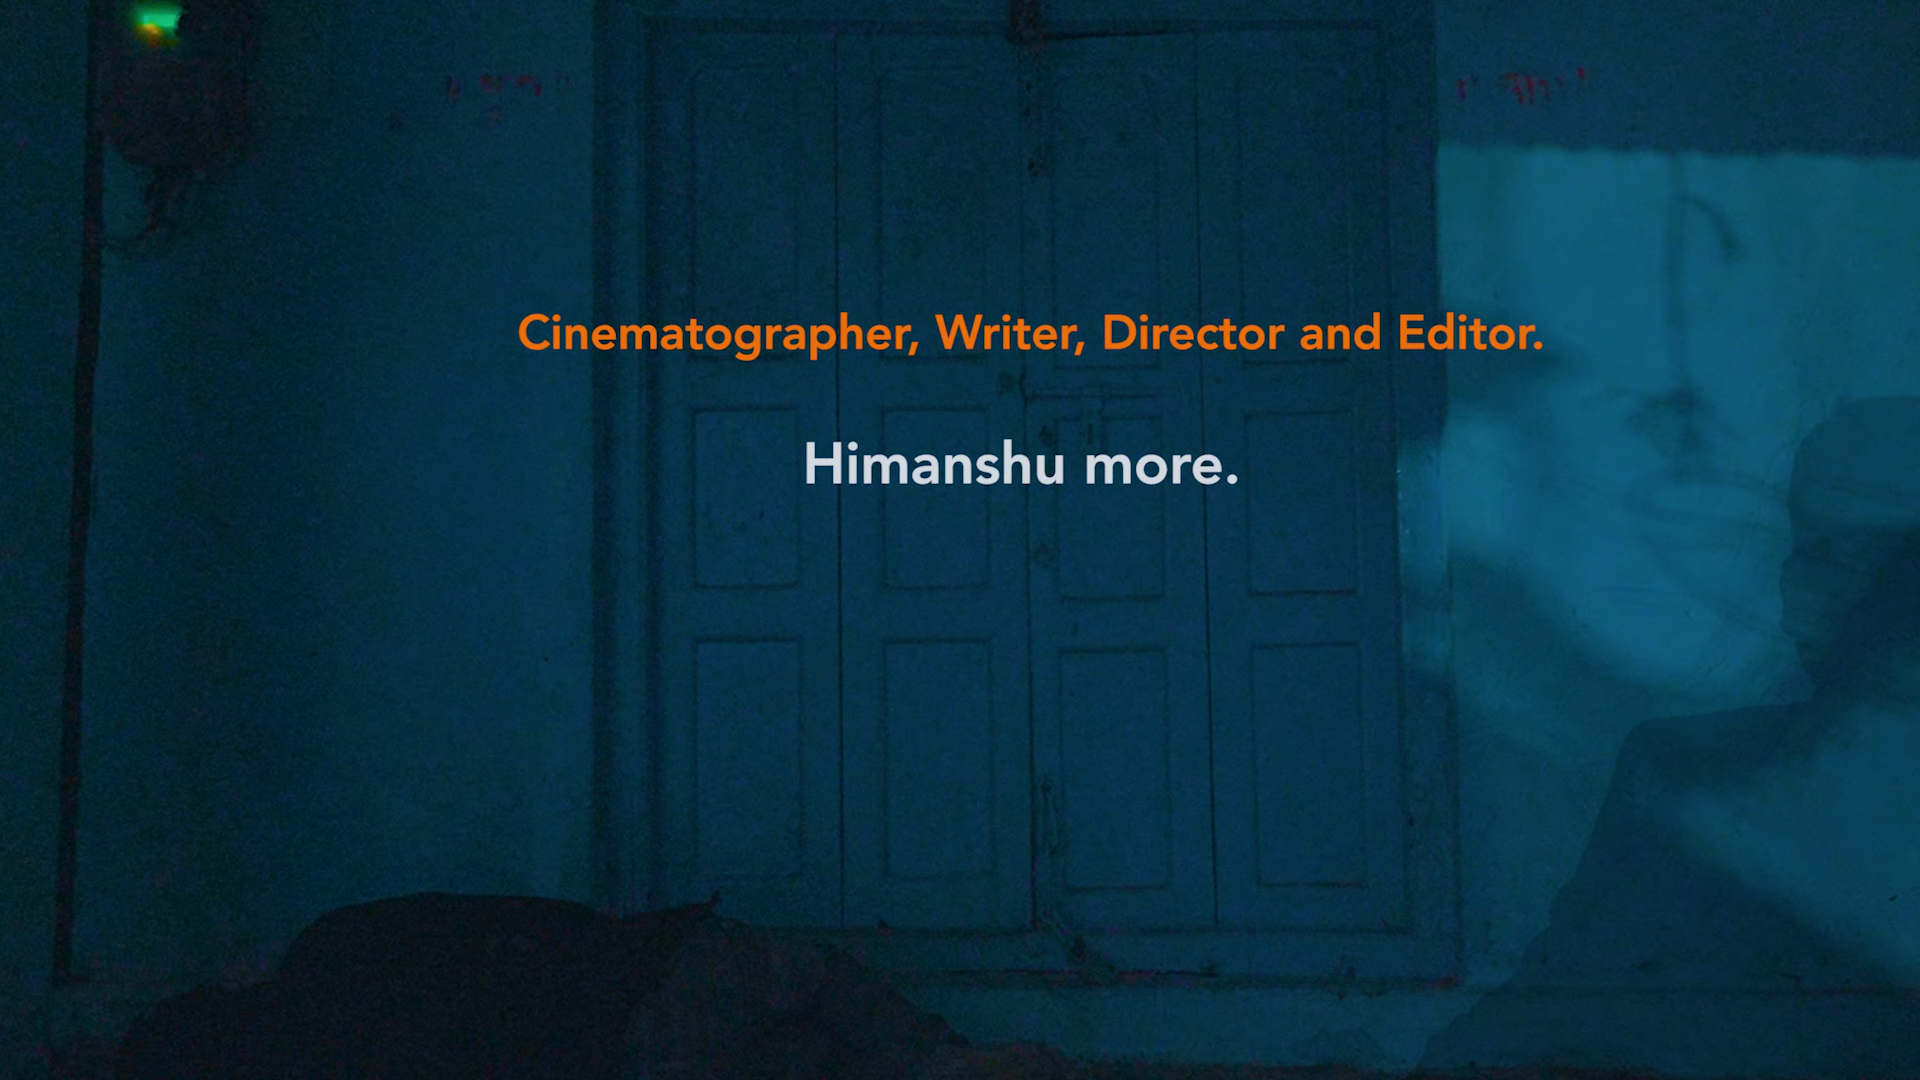 Cinematographer, Writer, Director and Editor.
Himanshu more.